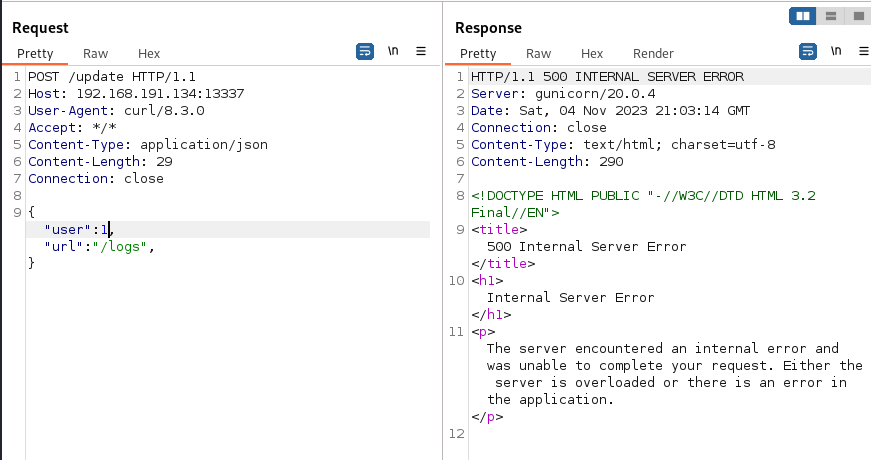 Request
Pretty Raw Hex \n
1 POST /update HTTP/1.1
2 Host: 192.168.191.134:13337
3 User-Agent: curl/8.3.0
4 Accept: */*
5 Content-Type: application/json
6 Content-Length: 29
7 Connection: close
8
9 {
"user":1,
"url":"/logs",
}
Response
Pretty Raw Hex Render \n
1 HTTP/1.1 500 INTERNAL SERVER ERROR
2 Server: gunicorn/20.0.4
3 Date: Sat, 04 Nov 2023 21:03:14 GMT
4 Connection: close
5 Content-Type: text/html; charset=utf-8
6 Content-Length: 290
7
8 <!DOCTYPE HTML PUBLIC "-//W3C//DTD HTML 3.2
Final//EN">
9 <title>
500 Internal Server Error
</title>
10 <h1>
Internal Server Error
</h1>
11 <p>
The server encountered an internal error and
was unable to complete your request. Either the
server is overloaded or there is an error in
the application.
</p>
12